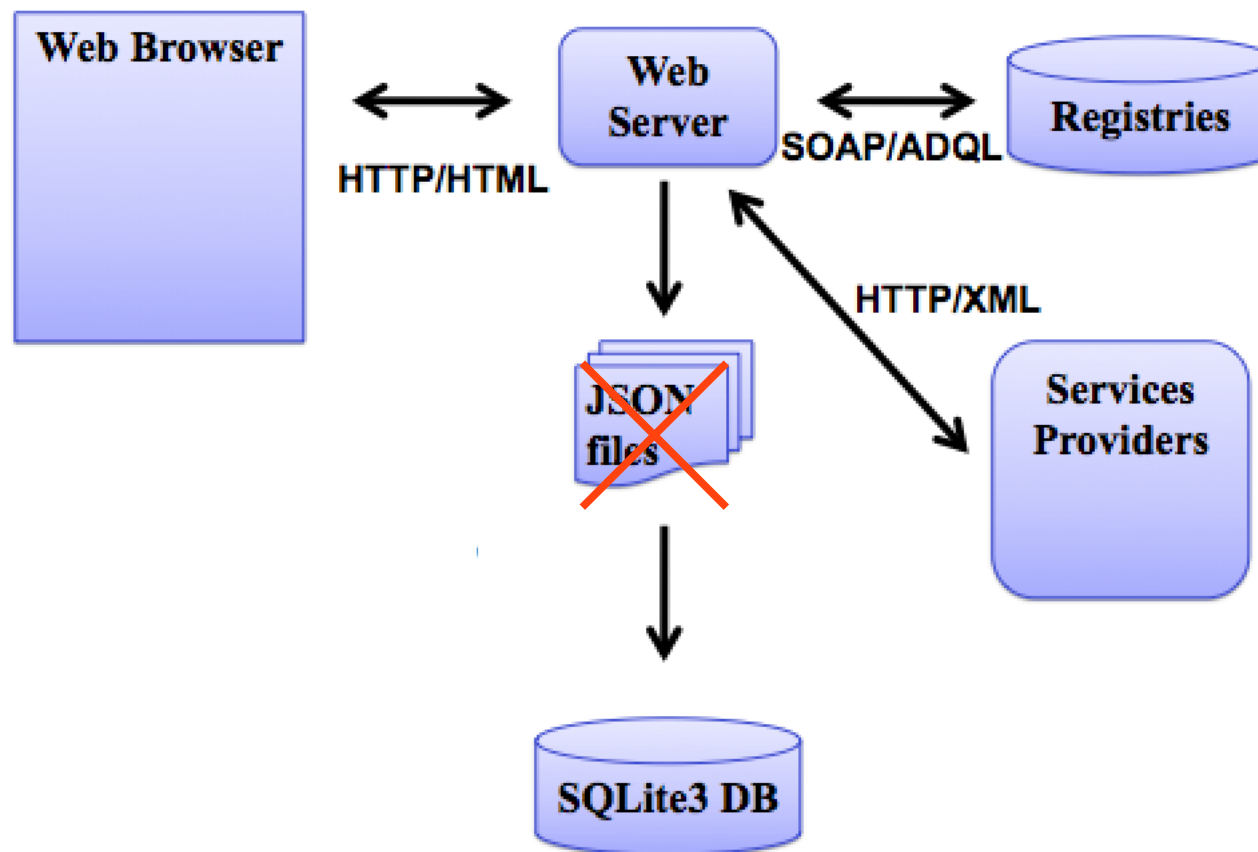 Web Browser
Web
Server
Registries
HTTP/HTML
SOAP/ADQL
HTTP/XML
JSON
files
Services
Providers
SQLite3 DB